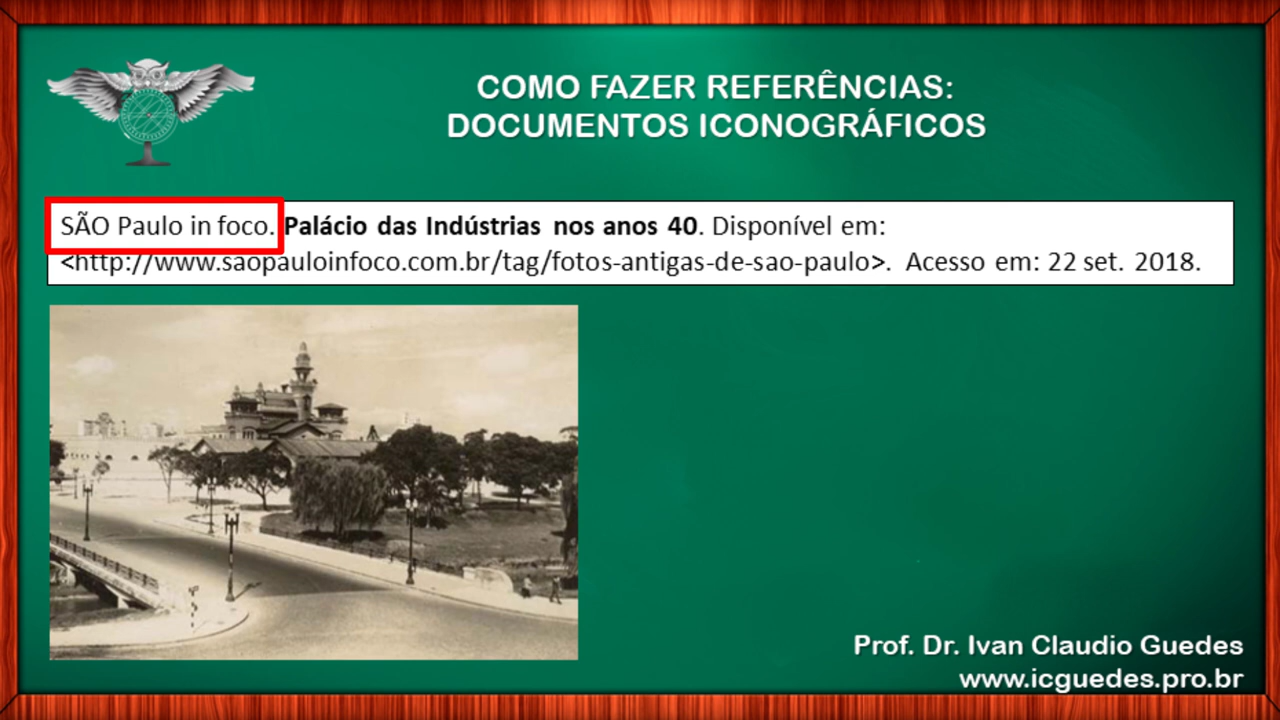 COMO FAZER REFERÊNCIAS:
DOCUMENTOS ICONOGRÁFICOS
SÃO Paulo in foco. Palácio das Indústrias nos anos 40. Disponível em:
<http://www.saopauloinfoco.com.br/tag/fotos-antigas-de-sao-paulo>. Acesso em: 22 set. 2018.
Prof. Dr. Ivan Claudio Guedes
www.icguedes.pro.br